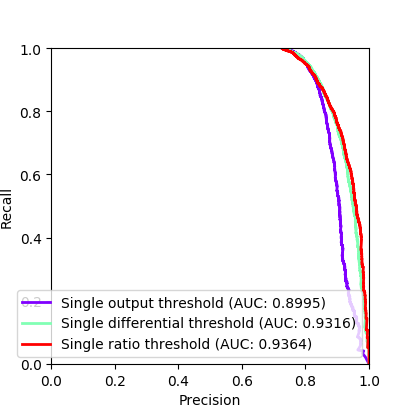 1.0
0.8
0.6
0.4
0.2
0.0
Recall
Single output threshold (AUC: 0.8995)
Single differential threshold (AUC: 0.9316)
Single ratio threshold (AUC: 0.9364)
0.0 0.2 0.4 0.6 0.8 1.0
Precision